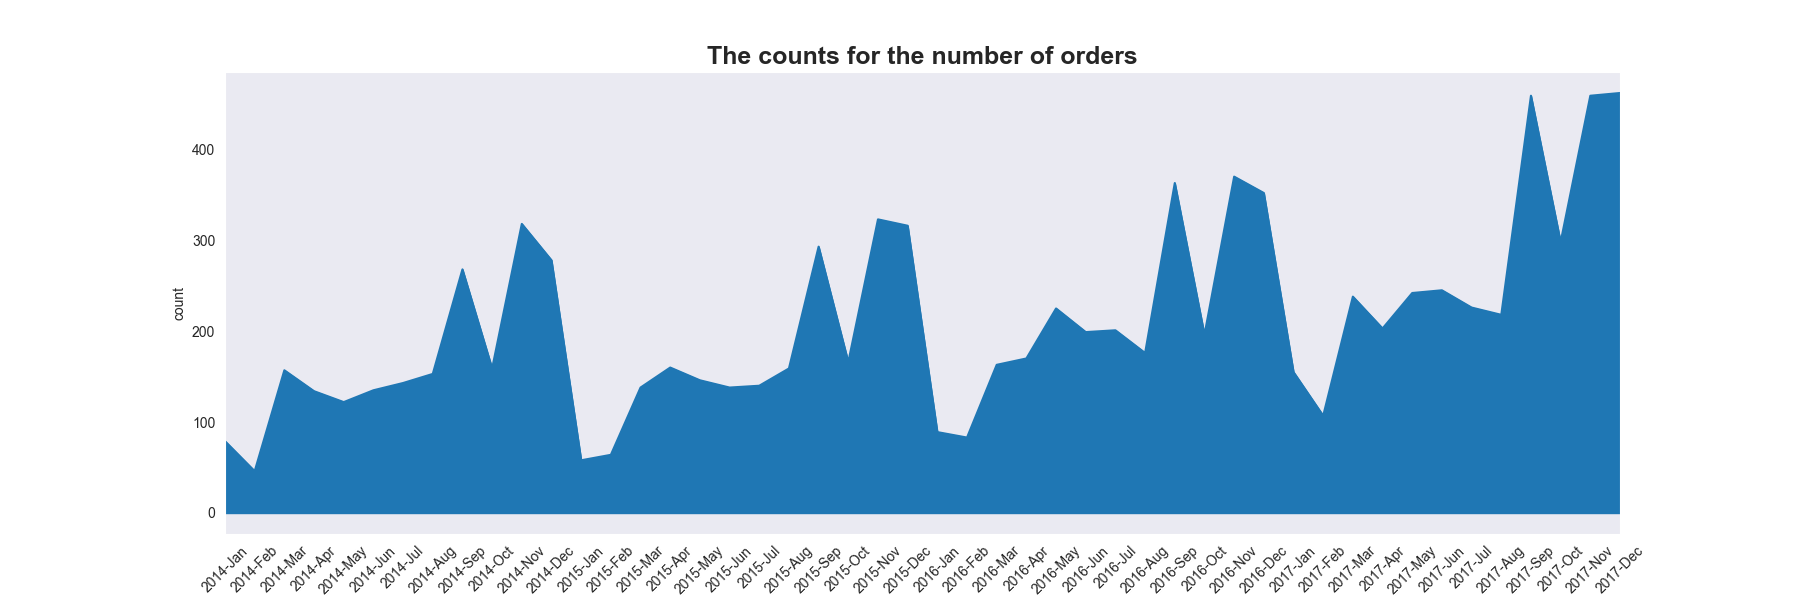 The counts for the number of orders
400
300
200
100
0
count
2014-Jan
2014-Feb
2014-Mar
2014-Apr
2014-May
2014-Jun
2014-Jul
2014-Aug
2014-Sep
2014-Oct
2014-Nov
2014-Dec
2015-Jan
2015-Feb
2015-Mar
2015-Apr
2015-May
2015-Jun
2015-Jul
2015-Aug
2015-Sep
2015-Oct
2015-Nov
2015-Dec
2016-Jan
2016-Feb
2016-Mar
2016-Apr
2016-May
2016-Jun
2016-Jul
2016-Aug
2016-Sep
2016-Oct
2016-Nov
2016-Dec
2017-Jan
2017-Feb
2017-Mar
2017-Apr
2017-May
2017-Jun
2017-Jul
2017-Aug
2017-Sep
2017-Oct
2017-Nov
2017-Dec